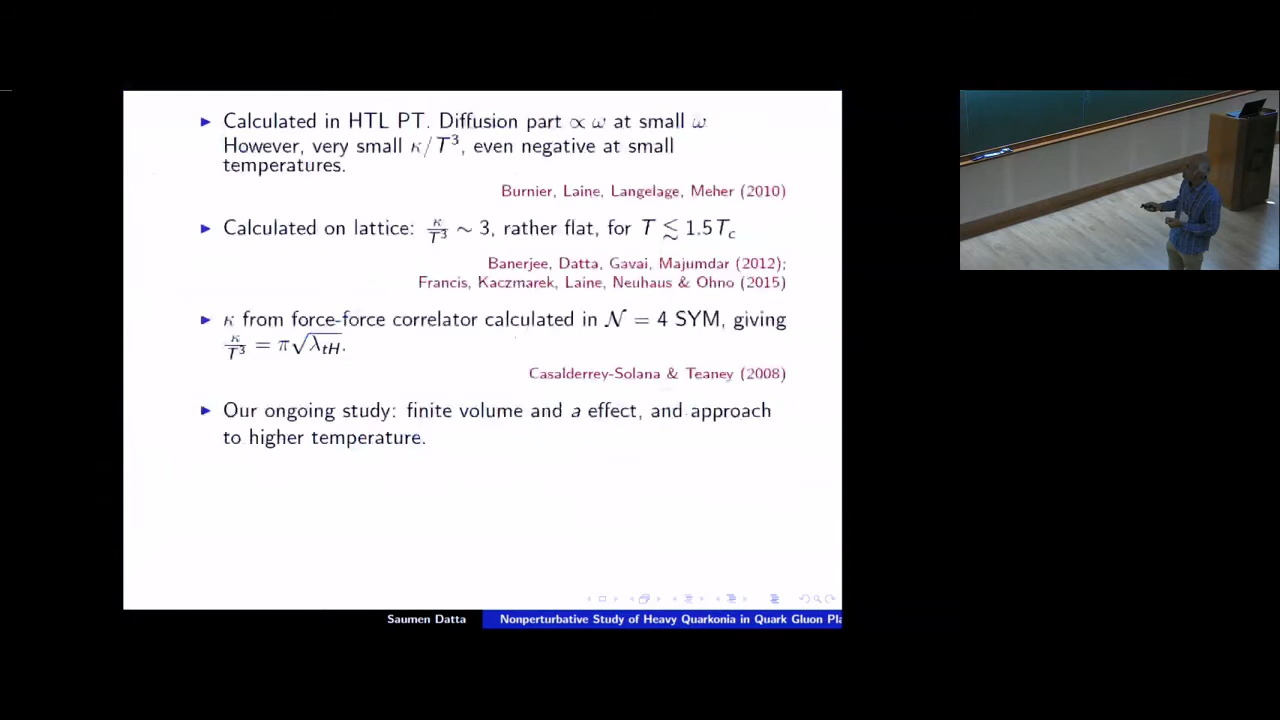 ▶ Calculated in HTL PT. Diffusion part ∝ ω at small ω
However, very small κ/T³, even negative at small
temperatures.
Burnier, Laine, Langelage, Meher (2010)
▶ Calculated on lattice: κ/T³ ∼ 3, rather flat, for T ≲ 1.5T_c
Banerjee, Datta, Gavai, Majumdar (2012);
Francis, Kaczmarek, Laine, Neuhaus & Ohno (2015)
▶ κ from force-force correlator calculated in 𝒩 = 4 SYM, giving
κ/T³ = π√λ_tH.
Casalderrey-Solana & Teaney (2008)
▶ Our ongoing study: finite volume and a effect, and approach
to higher temperature.
Saumen Datta Nonperturbative Study of Heavy Quarkonia in Quark Gluon Pla